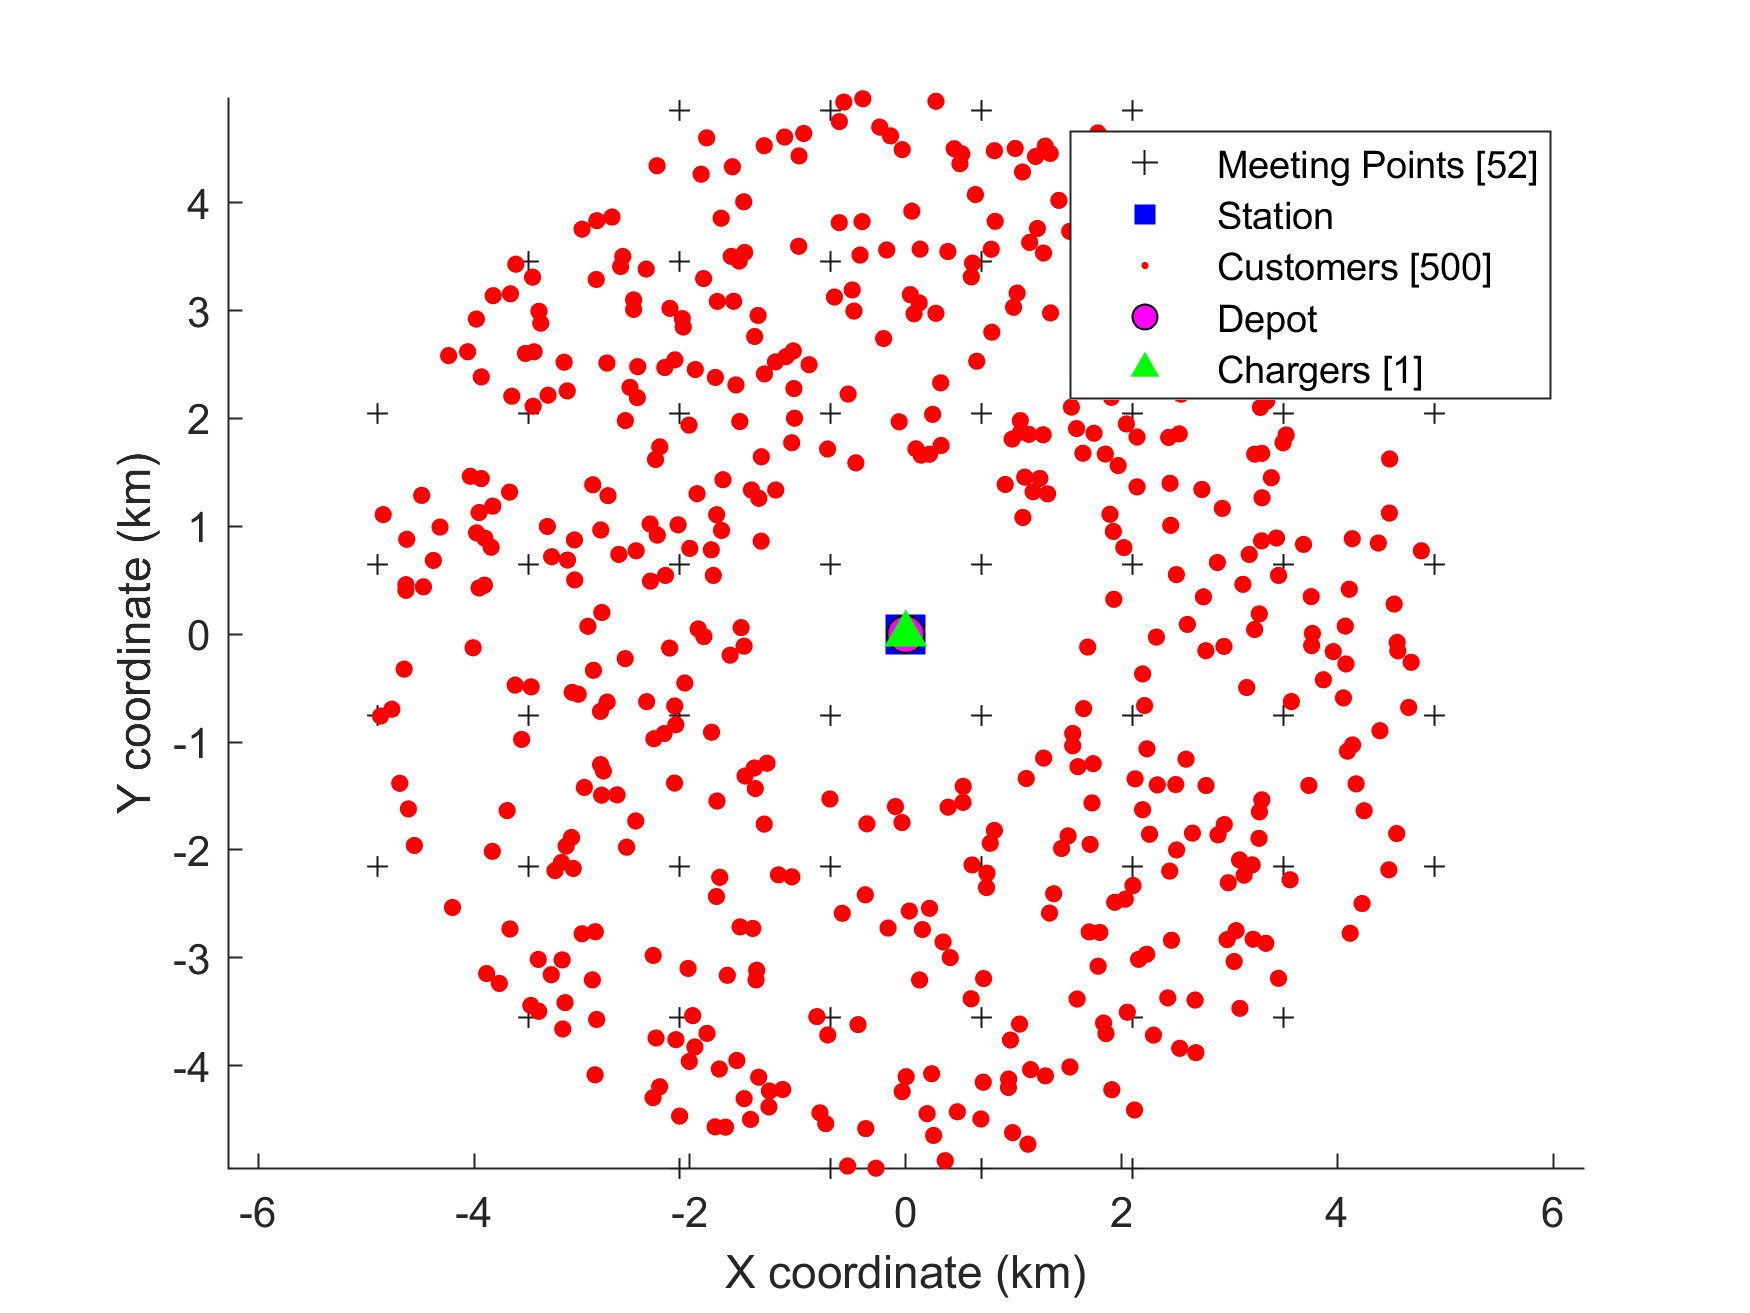 Meeting Points [52]
Station
Customers [500]
Depot
Chargers [1]
4
3
2
1
0
-1
-2
-3
-4
Y coordinate (km)
-6 -4 -2 0 2 4 6
X coordinate (km)